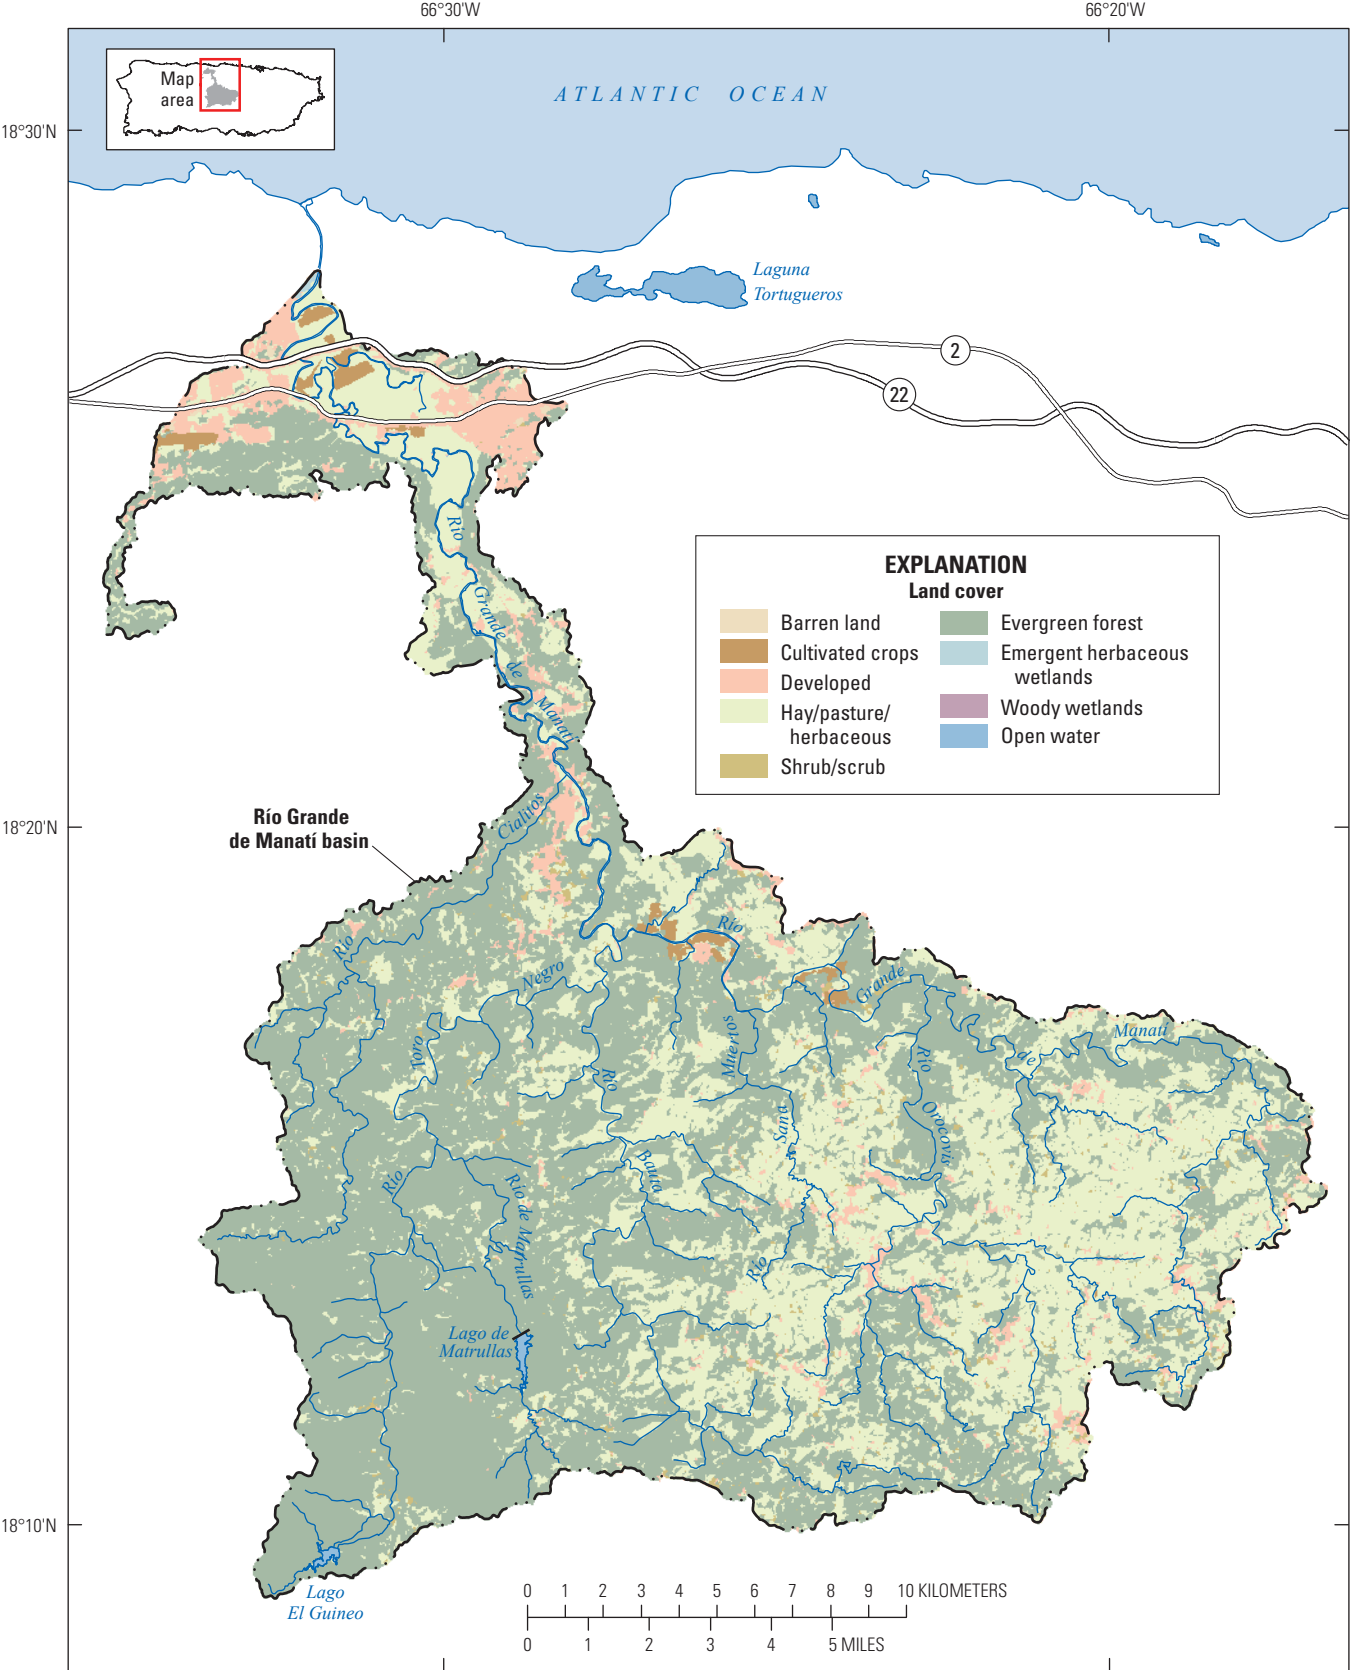 66°30'W
66°20'W
Map
area
ATLANTIC OCEAN
18°30'N
Laguna
Tortugueros
2
22
Río
Grande
de
Manatí
EXPLANATION
Land cover
Barren land
Cultivated crops
Developed
Hay/pasture/
herbaceous
Shrub/scrub
Evergreen forest
Emergent herbaceous
wetlands
Woody wetlands
Open water
Río Grande
de Manatí basin
18°20'N
Cialitos
Río
Negro
Río
Grande
de
Manatí
Toro
Río
Río
Bauta
Muertos
Sana
Río
Río
Orocovis
Río de Matrullas
Lago de
Matrullas
18°10'N
Lago
El Guineo
0 1 2 3 4 5 6 7 8 9 10 KILOMETERS
0 1 2 3 4 5 MILES